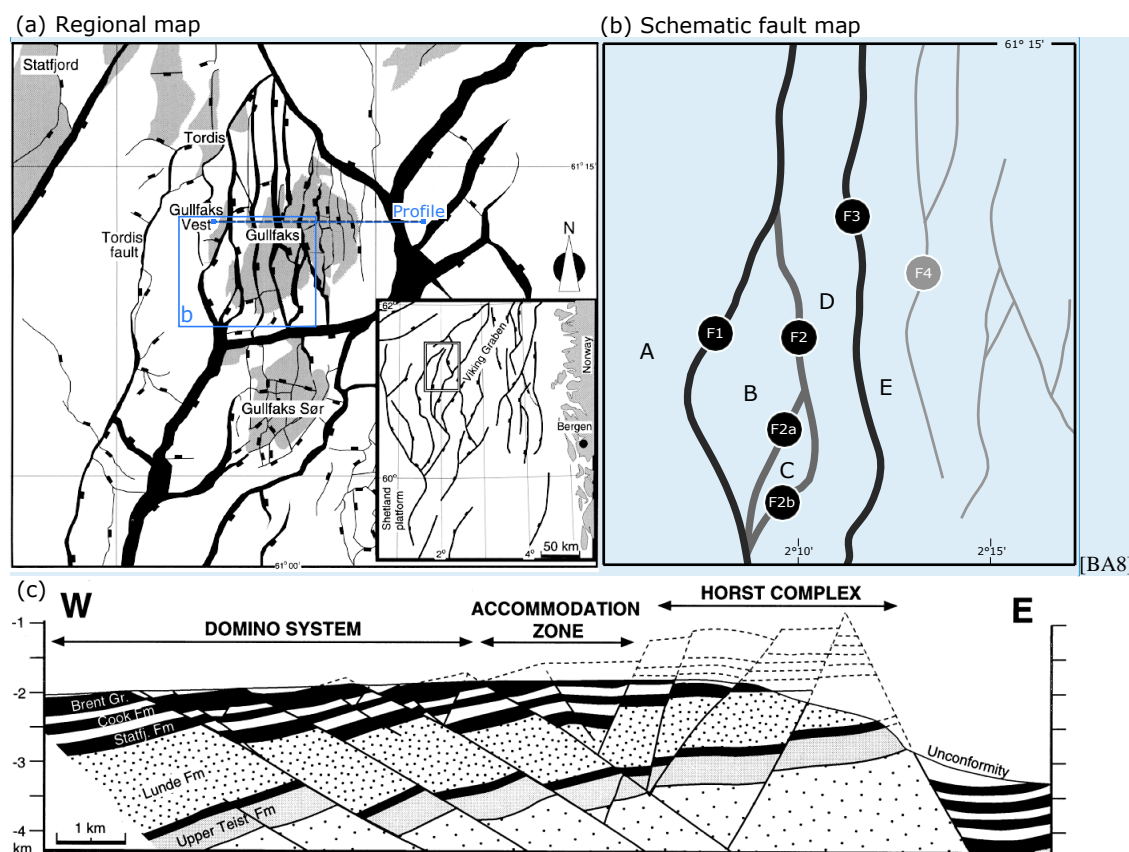 (a) Regional map
Statfjord
Tordis
61° 15'
Gullfaks
Vest
Profile
Gullfaks
Tordis
fault
N
b
62°
Viking Graben
Norway
Gullfaks Sør
Bergen
60°
Shetland
platform
2°
4°
50 km
61° 00'
(b) Schematic fault map
61° 15'
F3
F4
D
F1
F2
A
B
E
F2a
C
F2b
2°10'
2°15'
[BA8]
(c)
W
DOMINO SYSTEM
ACCOMMODATION
ZONE
HORST COMPLEX
E
-1
-2
-3
-4
km
Brent Gr.
Cook Fm
Statfj. Fm
Lunde Fm
Upper Teist Fm
Unconformity
1 km